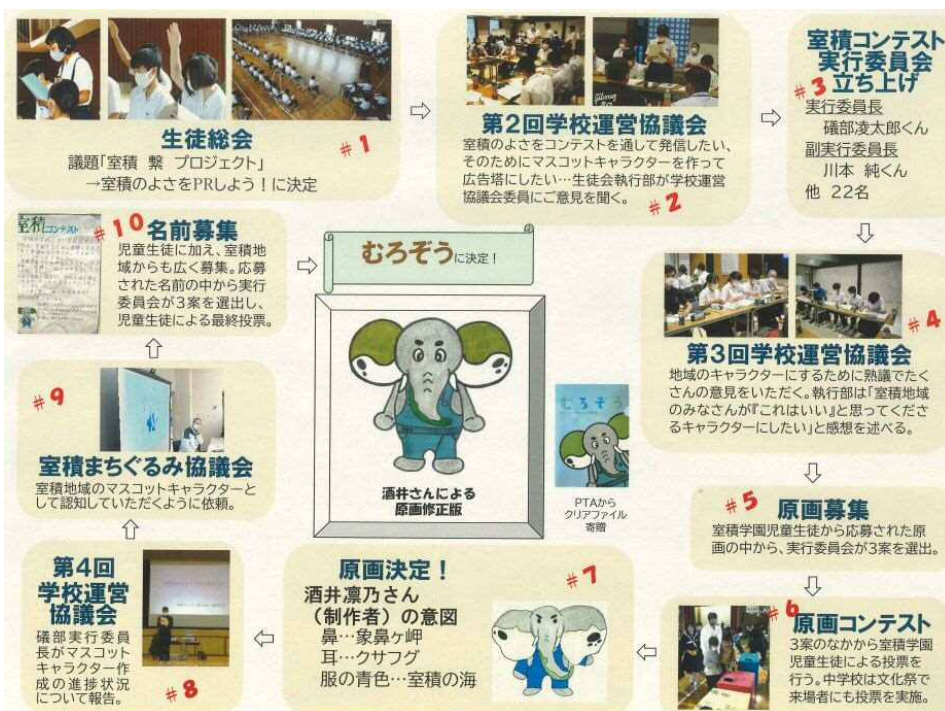 生徒総会
#1
議題「室積 繋 プロジェクト」
→室積のよさをPRしよう！に決定
第2回学校運営協議会
室積のよさをコンテストを通して発信したい、
そのためにマスコットキャラクターを作って
広告塔にしたい…生徒会執行部が学校運営
協議会委員にご意見を聞く。
#2
室積コンテスト
実行委員会
#3 立ち上げ
実行委員長
磯部凌太郎くん
副実行委員長
川本 純くん
他 22名
#4
第3回学校運営協議会
地域のキャラクターにするために熟議でたく
さんの意見をいただく。執行部は「室積地域
のみなさんが『これはいい』と思ってくださ
るキャラクターにしたい」と感想を述べる。
#5 原画募集
室積学園児童生徒から応募された原
画の中から、実行委員会が3案を選出。
#6
原画コンテスト
3案のなかから室積学園
児童生徒による投票を
行う。中学校は文化祭で
来場者にも投票を実施。
原画決定！
#7
酒井凛乃さん
（制作者）の意図
鼻…象鼻ヶ岬
耳…クサフグ
服の青色…室積の海
第4回
学校運営
協議会
磯部実行委員
長がマスコット
キャラクター作
成の進捗状況
について報告。
#8
#9
室積まちぐるみ協議会
室積地域のマスコットキャラクターと
して認知していただくように依頼。
室積コンテスト
#10 名前募集
児童生徒に加え、室積地
域からも広く募集。応募
された名前の中から実行
委員会が3案を選出し、
児童生徒による最終投票。
むろぞうに決定！
酒井さんによる
原画修正版
むろぞう
PTAから
クリアファイル
寄贈